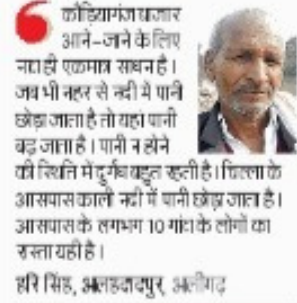 कौडियागंज बाजार
आने-जाने के लिए
नदी ही एकमात्र साधन है।
जब भी नहर से नदी में पानी
छोड़ा जाता है तो यहां पानी
बढ़ जाता है। पानी न होने
की स्थिति में दुर्गंध बहुत रहती है। चिल्ला के
आसपास काली नदी में पानी छोड़ा जाता है।
आसपास के लगभग 10 गांव के लोगों का
रास्ता यही है।
हरि सिंह, अलहदादपुर, अलीगढ़